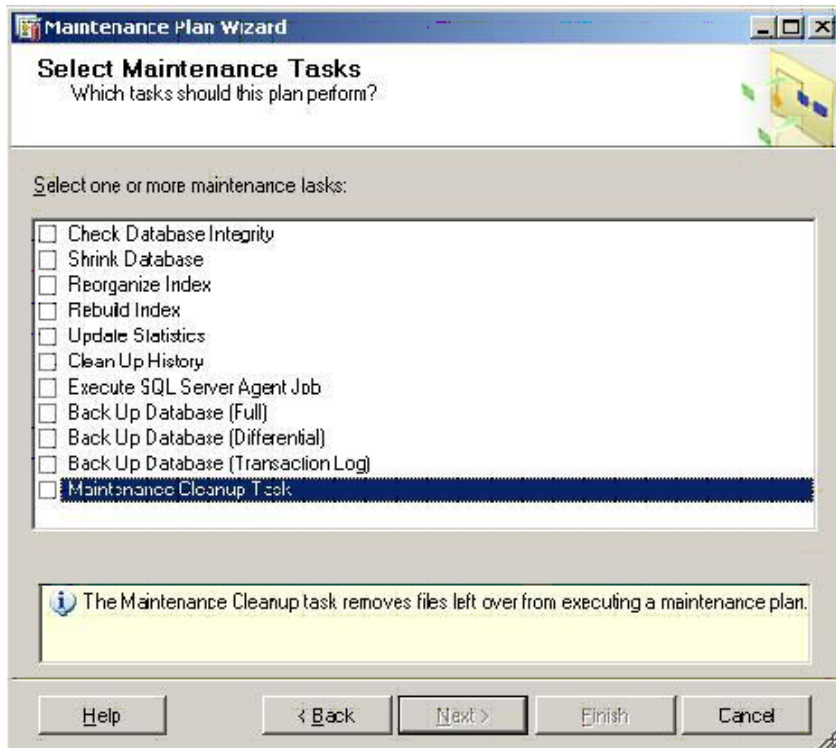 Maintenance Plan Wizard
Select Maintenance Tasks
Which tasks should this plan perform?
Select one or more maintenance tasks:
Check Database Integrity
Shrink Database
Reorganize Index
Rebuild Index
Update Statistics
Clean Up History
Execute SQL Server Agent Job
Back Up Database (Full)
Back Up Database (Differential)
Back Up Database (Transaction Log)
Maintenance Cleanup Task
The Maintenance Cleanup task removes files left over from executing a maintenance plan.
Help
< Back
Next >
Finish
Cancel